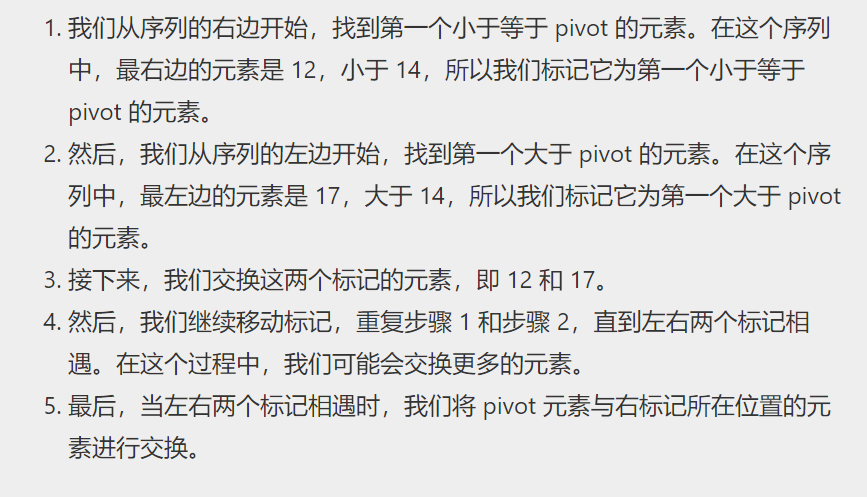 1. 我们从序列的右边开始，找到第一个小于等于 pivot 的元素。在这个序列
中，最右边的元素是 12，小于 14，所以我们标记它为第一个小于等于
pivot 的元素。
2. 然后，我们从序列的左边开始，找到第一个大于 pivot 的元素。在这个序
列中，最左边的元素是 17，大于 14，所以我们标记它为第一个大于 pivot
的元素。
3. 接下来，我们交换这两个标记的元素，即 12 和 17。
4. 然后，我们继续移动标记，重复步骤 1 和步骤 2，直到左右两个标记相
遇。在这个过程中，我们可能会交换更多的元素。
5. 最后，当左右两个标记相遇时，我们将 pivot 元素与右标记所在位置的元
素进行交换。